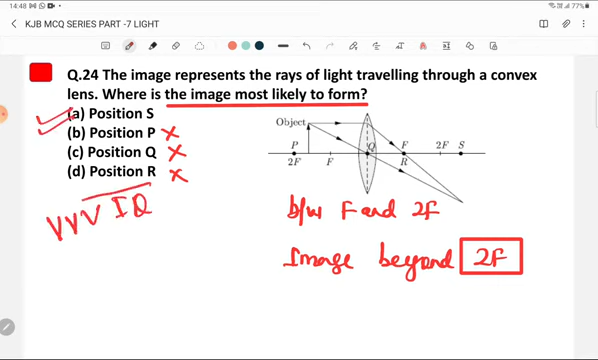 14:48
77%
KJB MCQ SERIES PART -7 LIGHT
Q.24 The image represents the rays of light travelling through a convex
lens. Where is the image most likely to form?
(a) Position S
(b) Position P
(c) Position Q
(d) Position R
VVV IQ
Object
P
2F
F
Q
F
R
2F
S
b/w F and 2F
Image beyond 2F